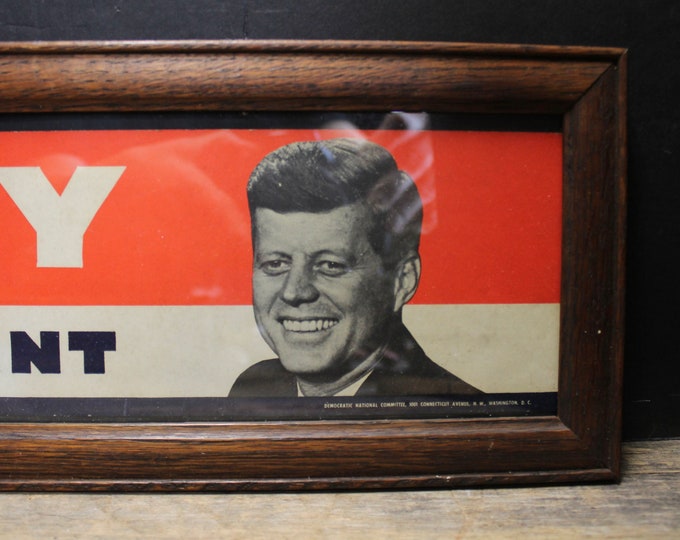 Y
NT
DEMOCRATIC NATIONAL COMMITTEE, 1001 CONNECTICUT AVENUE, N. W., WASHINGTON, D. C.